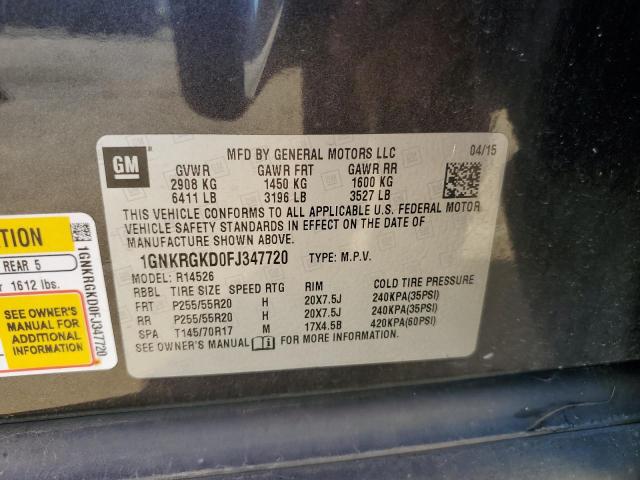 GM
MFD BY GENERAL MOTORS LLC
04/15
GVWR GAWR FRT GAWR RR
2908 KG 1450 KG 1600 KG
6411 LB 3196 LB 3527 LB
THIS VEHICLE CONFORMS TO ALL APPLICABLE U.S. FEDERAL MOTOR
VEHICLE SAFETY STANDARDS IN EFFECT ON THE DATE OF
MANUFACTURE SHOWN ABOVE.
1GNKRGKD0FJ347720 TYPE: M.P.V.
MODEL: R14526
RBBL TIRE SIZE SPEED RTG RIM COLD TIRE PRESSURE
FRT P255/55R20 H 20X7.5J 240KPA(35PSI)
RR P255/55R20 H 20X7.5J 240KPA(35PSI)
SPA T145/70R17 M 17X4.5B 420KPA(60PSI)
SEE OWNER'S MANUAL FOR MORE INFORMATION
REAR 5
1612 lbs.
SEE OWNER'S
MANUAL FOR
ADDITIONAL
INFORMATION
1GNKRGKD0FJ347720